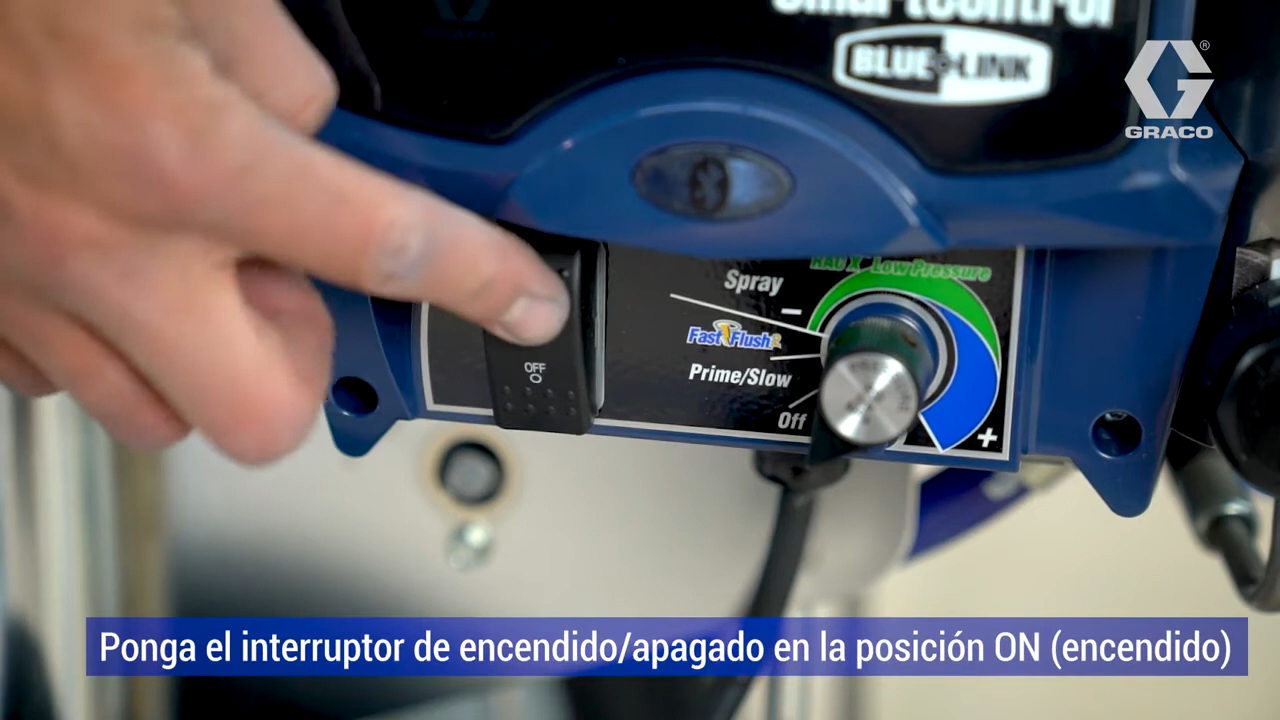 SmartControl
BLUE LINK
GRACO
®
RAC X Low Pressure
Spray
−
FastFlush
Prime/Slow
OFF
O
Off
+
Ponga el interruptor de encendido/apagado en la posición ON (encendido)